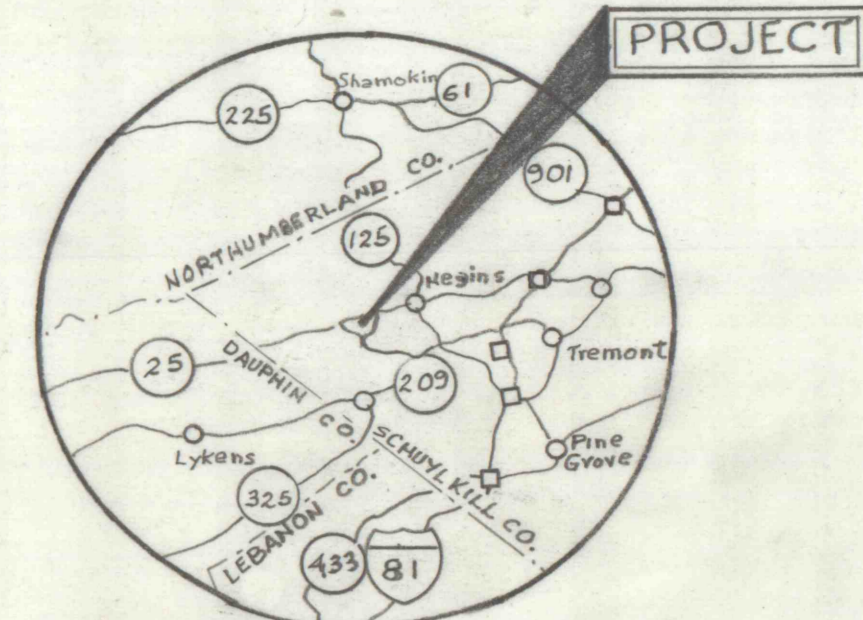 PROJECT
Shamokin
61
225
901
NORTHUMBERLAND CO.
125
Hegins
25
DAUPHIN CO.
209
Tremont
Lykens
SCHUYLKILL CO.
Pine
Grove
325
LEBANON CO.
433
81